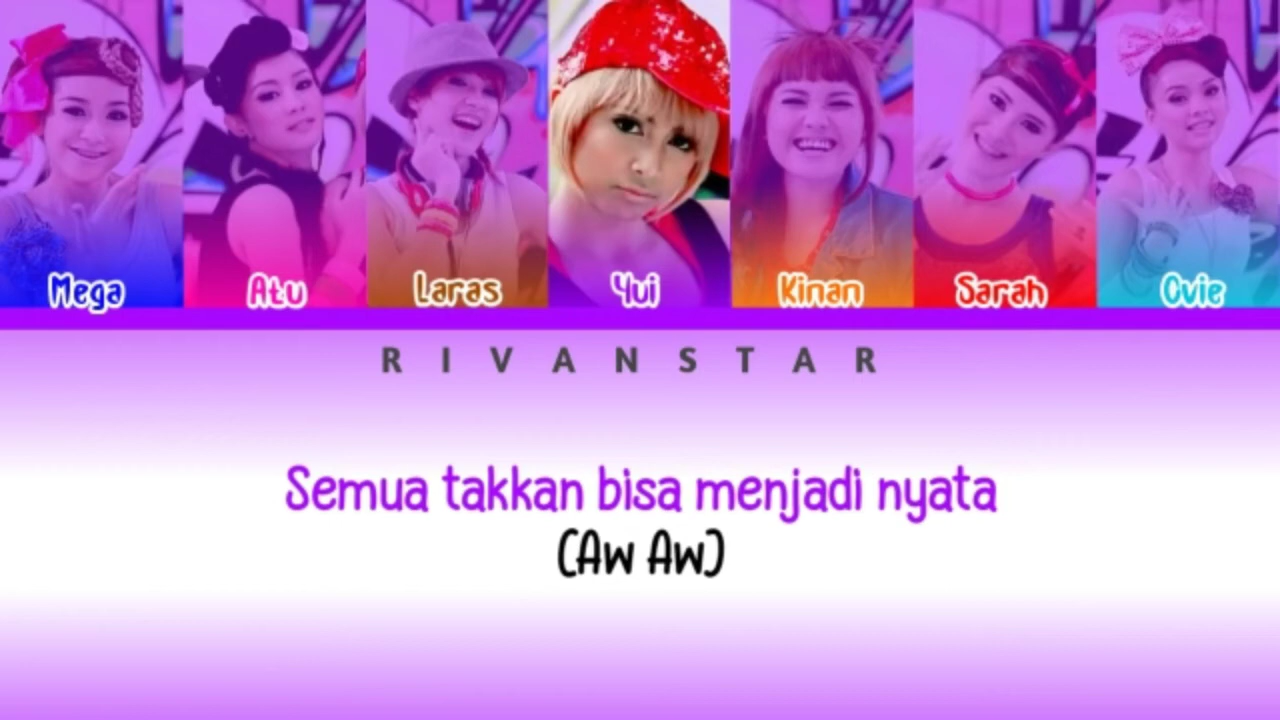 Mega Atu Laras Yui Kinan Sarah Ovie
RIVANSTAR
Semua takkan bisa menjadi nyata
(Aw Aw)